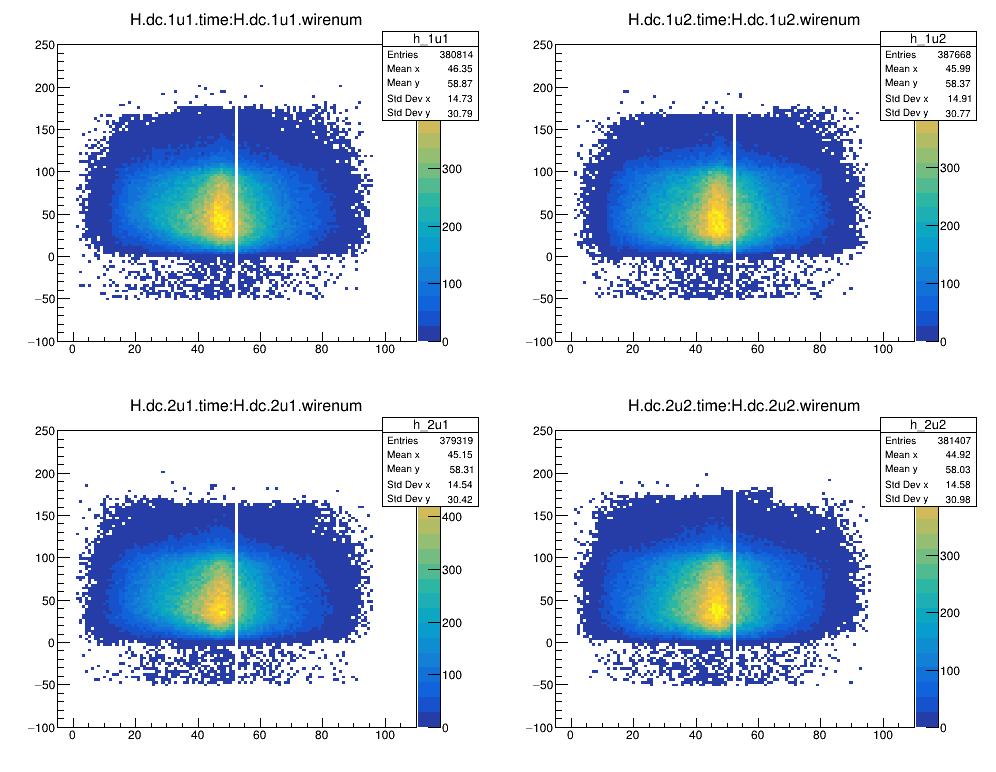 H.dc.1u1.time:H.dc.1u1.wirenum
h_1u1
Entries 380814
Mean x 46.35
Mean y 58.87
Std Dev x 14.73
Std Dev y 30.79
250
200
150
100
50
0
−50
−100
0 20 40 60 80 100
300
200
100
0
H.dc.1u2.time:H.dc.1u2.wirenum
h_1u2
Entries 387668
Mean x 45.99
Mean y 58.37
Std Dev x 14.91
Std Dev y 30.77
250
200
150
100
50
0
−50
−100
0 20 40 60 80 100
300
200
100
0
H.dc.2u1.time:H.dc.2u1.wirenum
h_2u1
Entries 379319
Mean x 45.15
Mean y 58.31
Std Dev x 14.54
Std Dev y 30.42
250
200
150
100
50
0
−50
−100
0 20 40 60 80 100
400
300
200
100
0
H.dc.2u2.time:H.dc.2u2.wirenum
h_2u2
Entries 381407
Mean x 44.92
Mean y 58.03
Std Dev x 14.58
Std Dev y 30.98
250
200
150
100
50
0
−50
−100
0 20 40 60 80 100
300
200
100
0